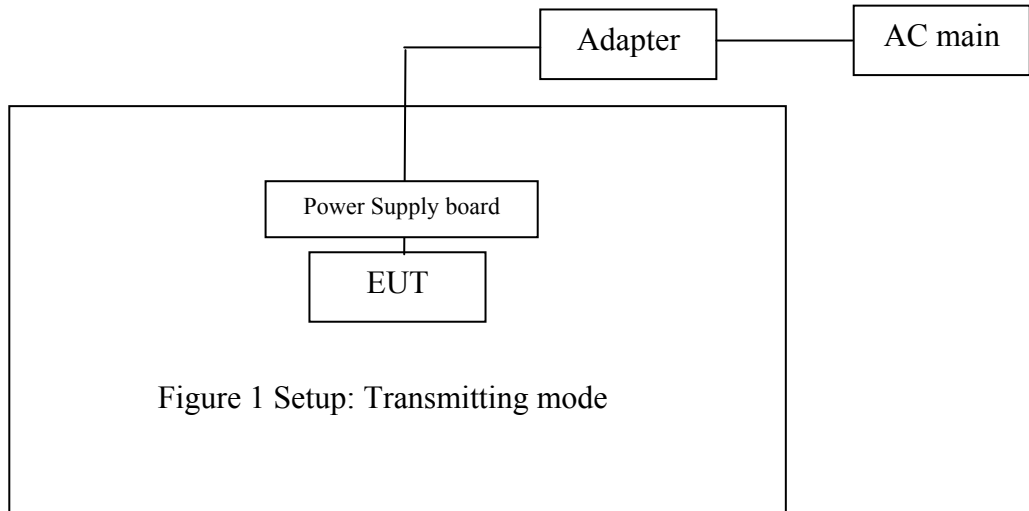 Adapter
AC main
Power Supply board
EUT
Figure 1 Setup: Transmitting mode